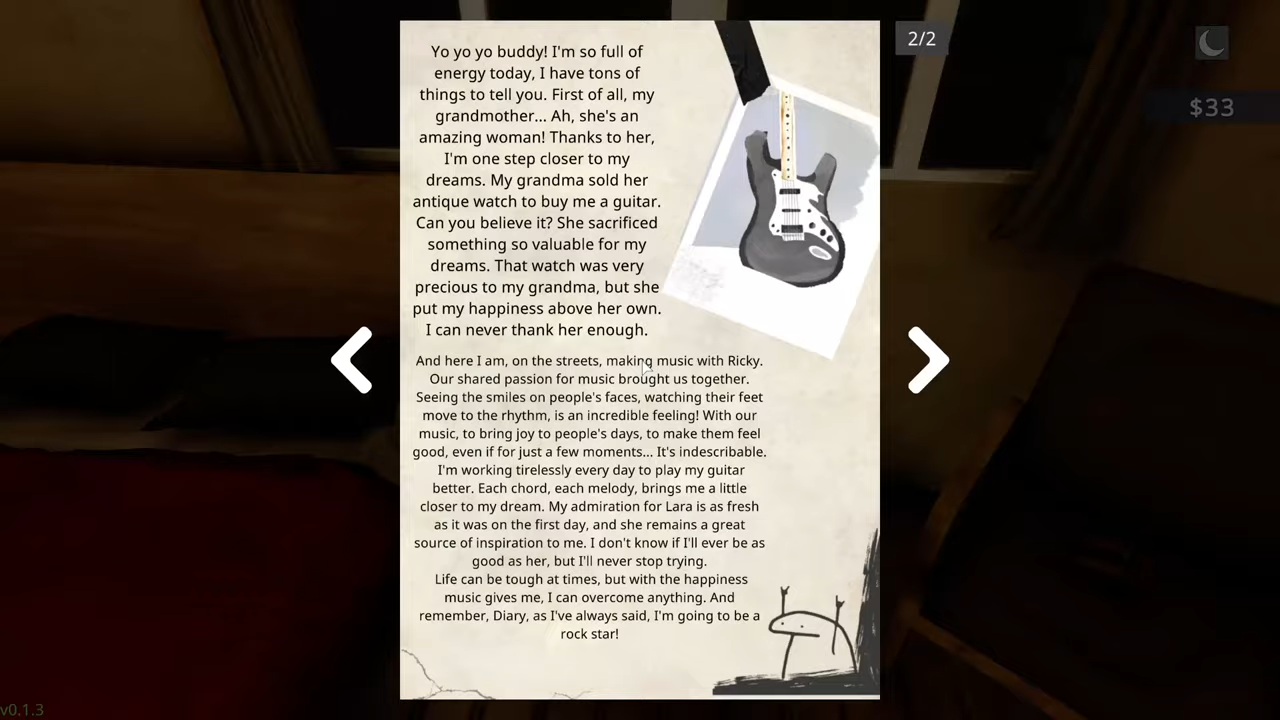 2/2
$33
Yo yo yo buddy! I'm so full of
energy today, I have tons of
things to tell you. First of all, my
grandmother... Ah, she's an
amazing woman! Thanks to her,
I'm one step closer to my
dreams. My grandma sold her
antique watch to buy me a guitar.
Can you believe it? She sacrificed
something so valuable for my
dreams. That watch was very
precious to my grandma, but she
put my happiness above her own.
I can never thank her enough.
And here I am, on the streets, making music with Ricky.
Our shared passion for music brought us together.
Seeing the smiles on people's faces, watching their feet
move to the rhythm, is an incredible feeling! With our
music, to bring joy to people's days, to make them feel
good, even if for just a few moments... It's indescribable.
I'm working tirelessly every day to play my guitar
better. Each chord, each melody, brings me a little
closer to my dream. My admiration for Lara is as fresh
as it was on the first day, and she remains a great
source of inspiration to me. I don't know if I'll ever be as
good as her, but I'll never stop trying.
Life can be tough at times, but with the happiness
music gives me, I can overcome anything. And
remember, Diary, as I've always said, I'm going to be a
rock star!
v0.1.3